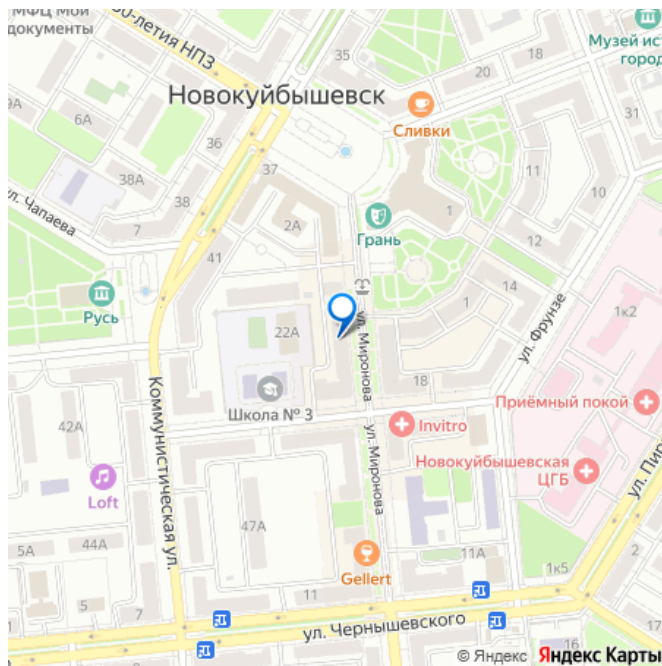 МФЦ Мои
документы
50-летия НПЗ
35
20
18
Музей ист
город
Новокуйбышевск
Сливки
31
9А
6А
36
11
10
38А
37
ул. Чапаева
7
38
2А
1
Грань
12
41
14
1к2
Русь
22А
ул. Миронова
1
ул. Фрунзе
18
Школа № 3
Приёмный покой
Invitro
42А
Коммунистическая ул.
ул. Миронова
Новокуйбышевская
ЦГБ
Loft
ул. Пир
47А
5А
44А
Gellert
11А
1к5
2
5
7
ул. Чернышевского
17
16
© Яндекс Яндекс Карты